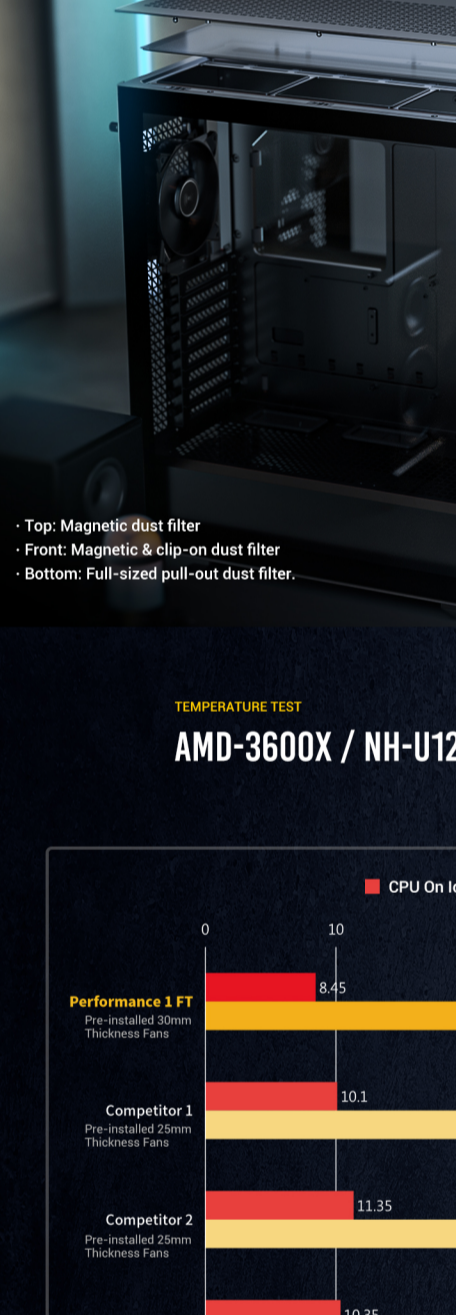 · Top: Magnetic dust filter
· Front: Magnetic & clip-on dust filter
· Bottom: Full-sized pull-out dust filter.
TEMPERATURE TEST
AMD-3600X / NH-U12
CPU On
0
10
8.45
Performance 1 FT
Pre-installed 30mm
Thickness Fans
10.1
Competitor 1
Pre-installed 25mm
Thickness Fans
11.35
Competitor 2
Pre-installed 25mm
Thickness Fans
10.35